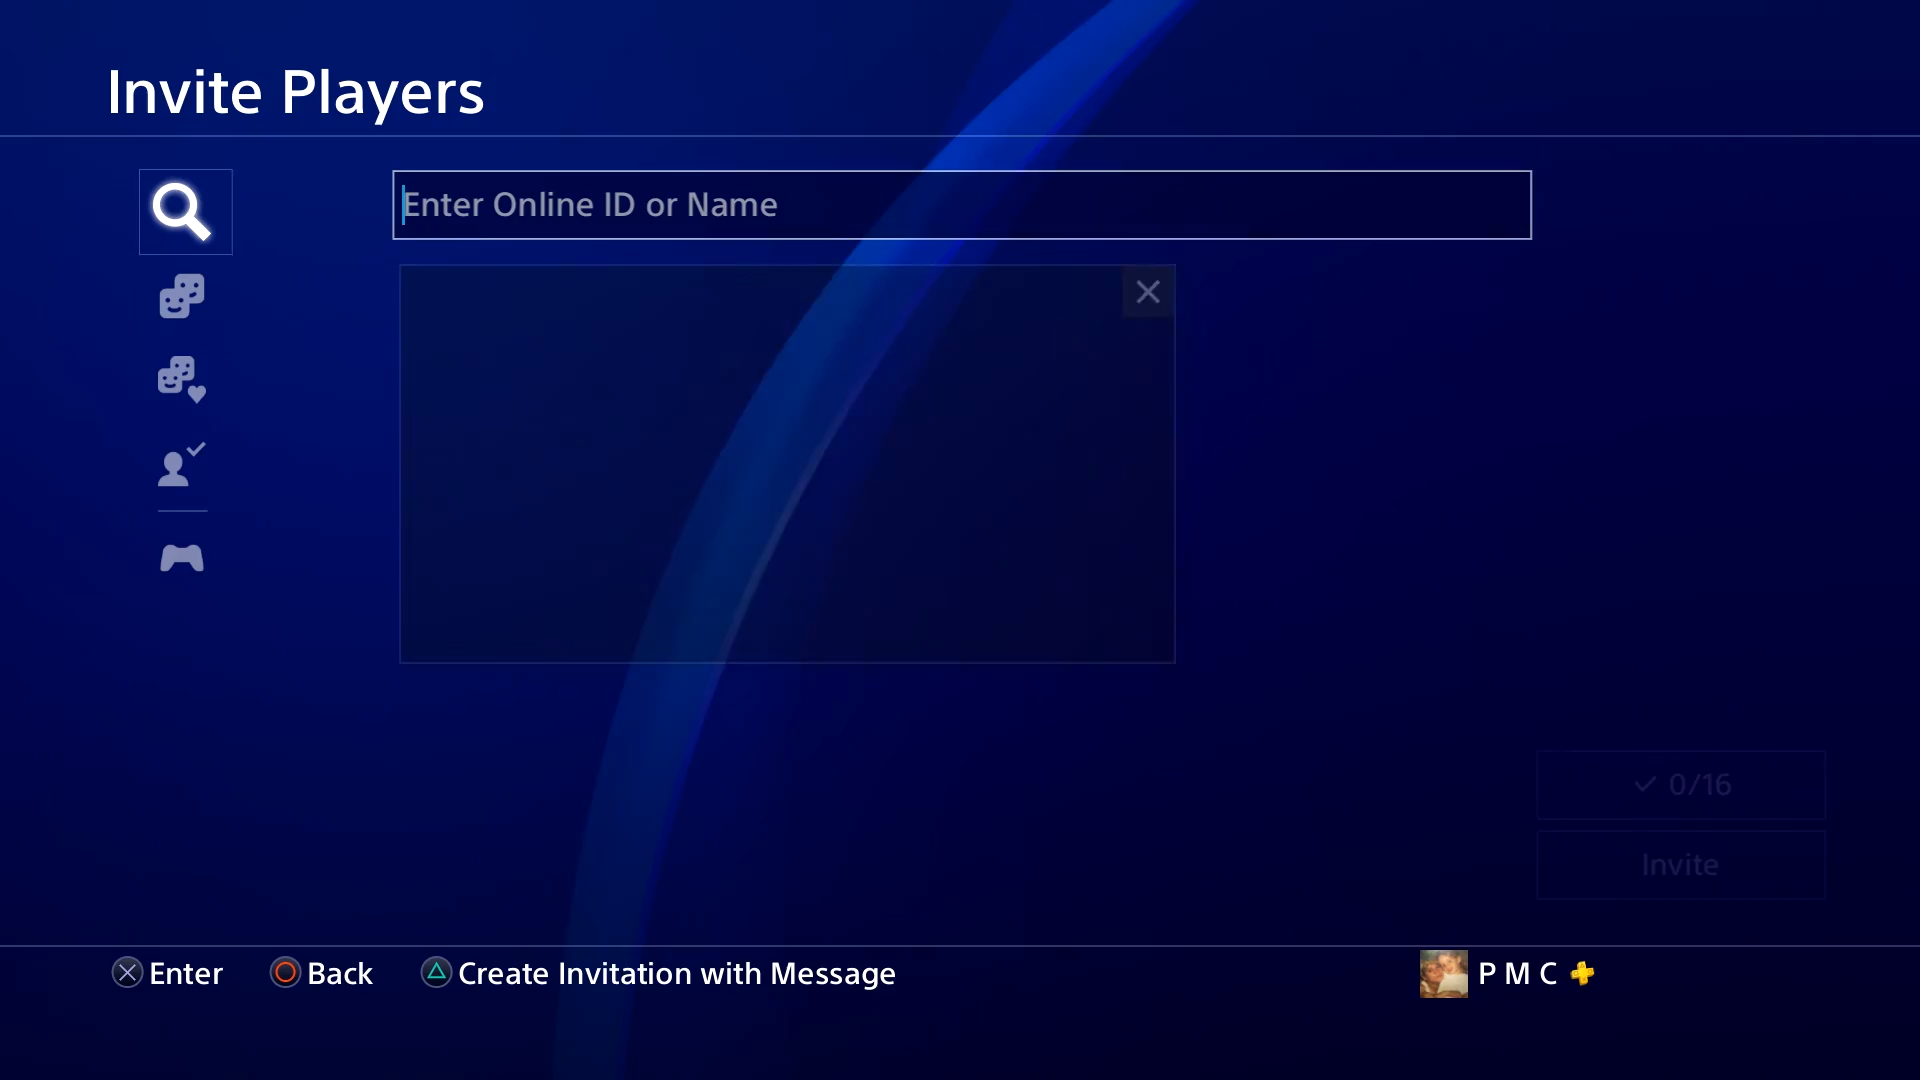 Invite Players
Enter Online ID or Name
0/16
Invite
Enter
Back
Create Invitation with Message
P M C